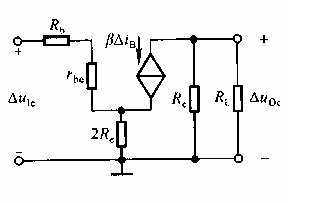 R_b
+
r_be
βΔi_B
+
Δu_Ic
2R_e
R_c
R_L
Δu_Oc
−
−